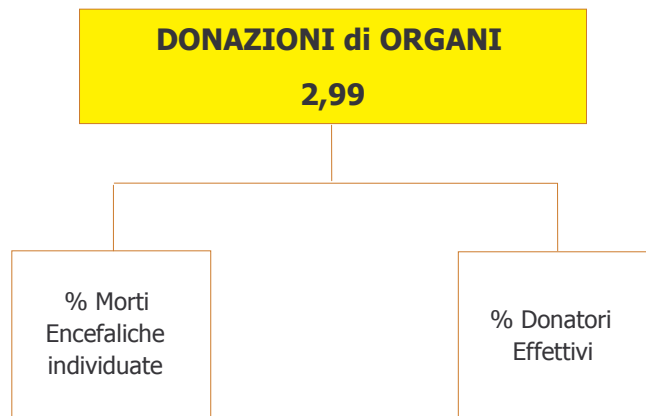 DONAZIONI di ORGANI
2,99
% Morti
Encefaliche
individuate
% Donatori
Effettivi